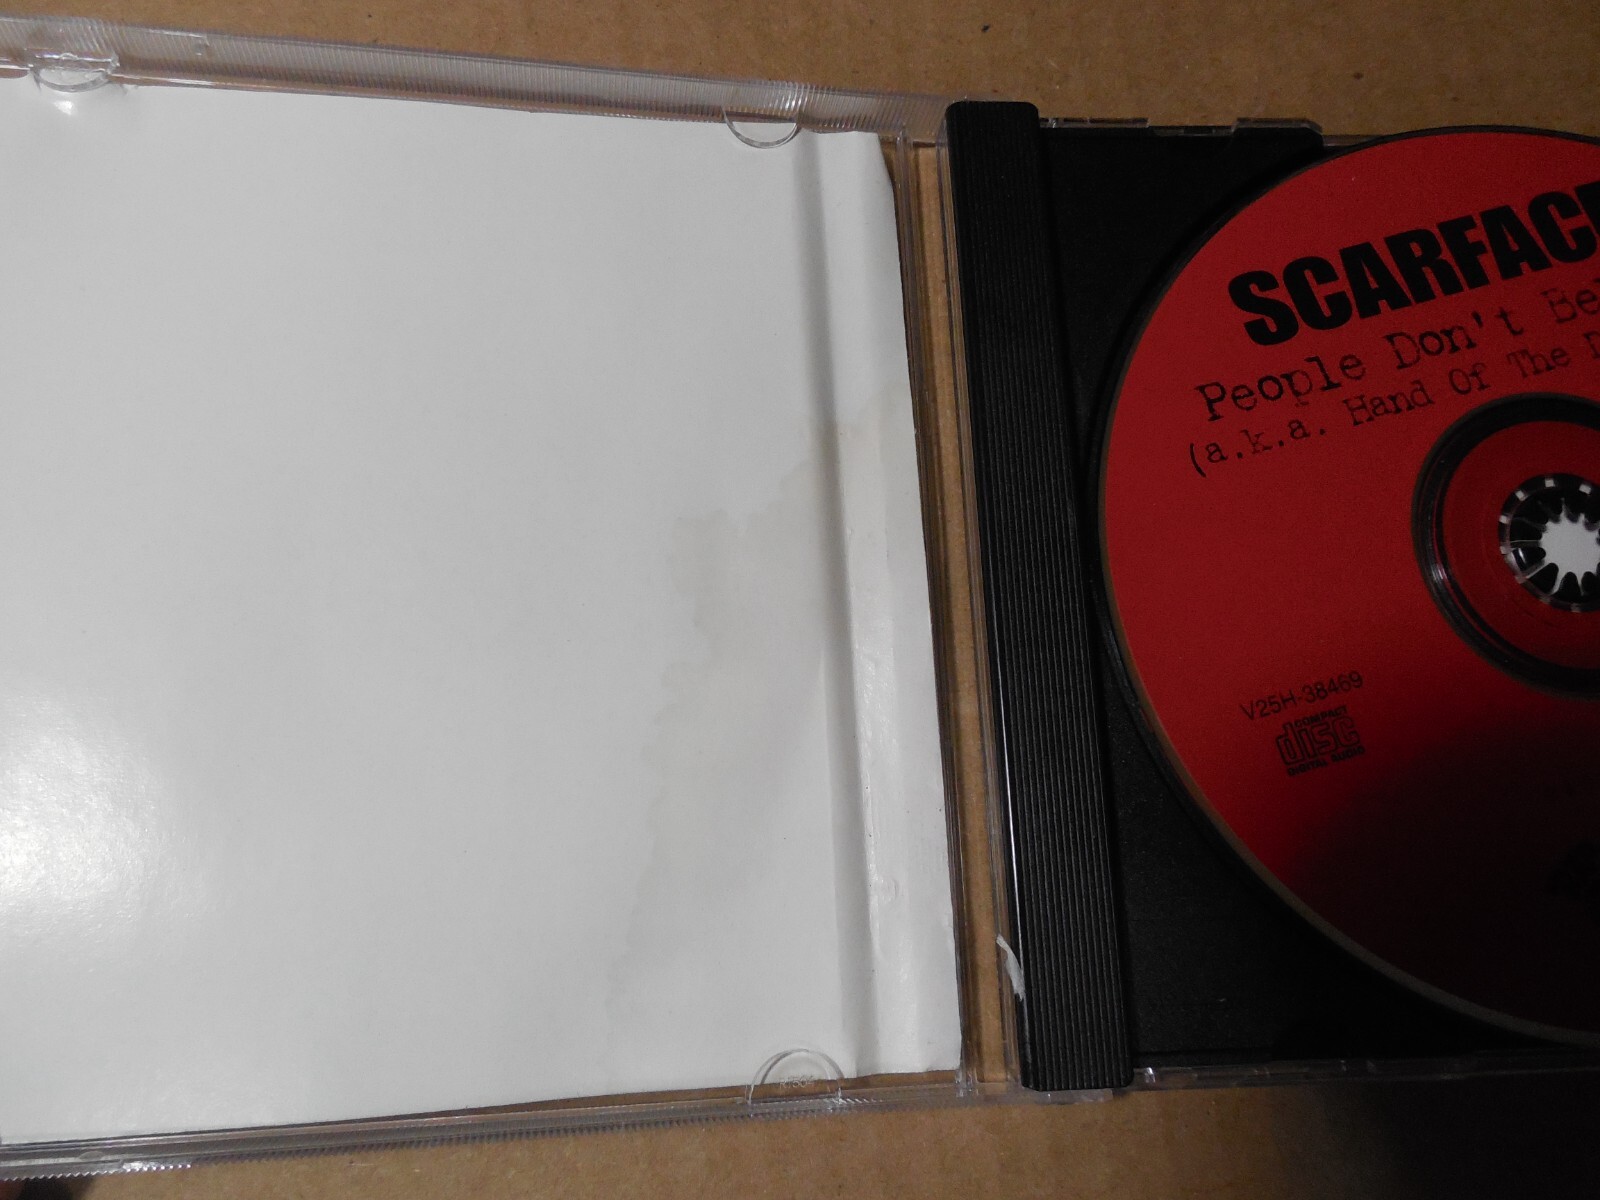 SCARFACE
People Don't Be
(a.k.a. Hand Of The D
V25H-38469
COMPACT
disc
DIGITAL AUDIO